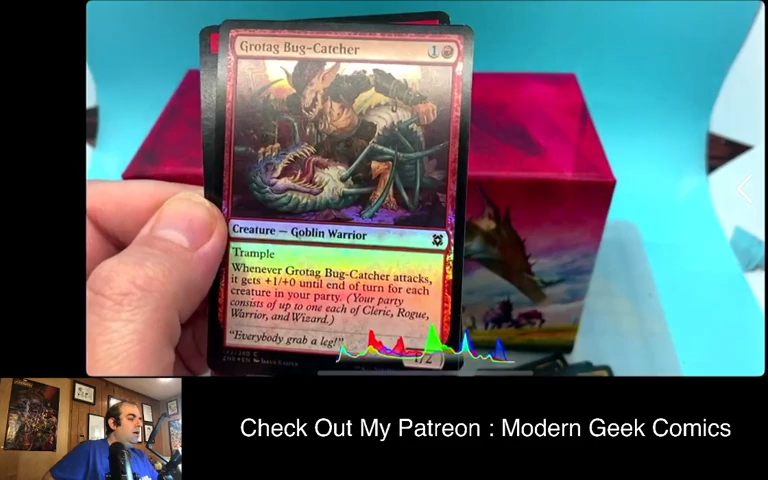 Grotag Bug-Catcher 1
Creature — Goblin Warrior
Trample
Whenever Grotag Bug-Catcher attacks,
it gets +1/+0 until end of turn for each
creature in your party. (Your party
consists of up to one each of Cleric, Rogue,
Warrior, and Wizard.)
"Everybody grab a leg!"
1/2
Check Out My Patreon : Modern Geek Comics